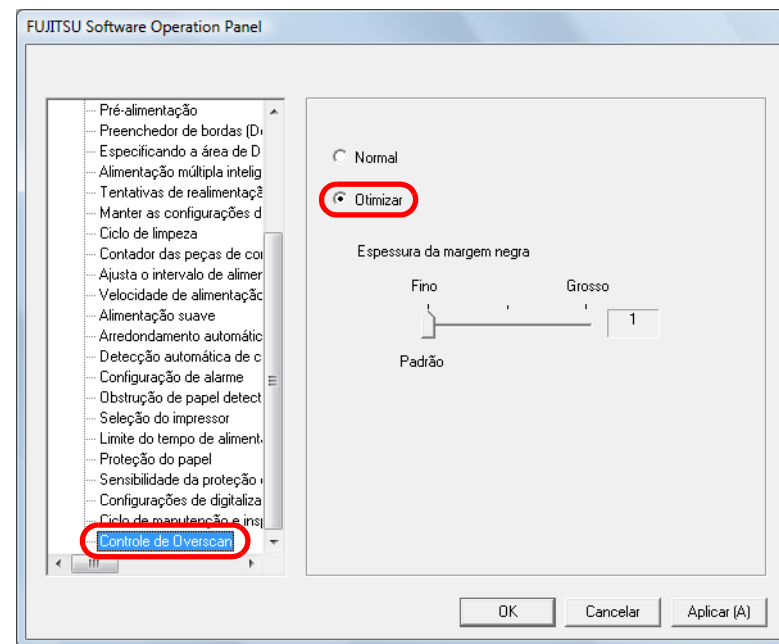 FUJITSU Software Operation Panel
Pré-alimentação
Preenchedor de bordas (D
Especificando a área de D
Alimentação múltipla intelig
Tentativas de realimentaçã
Manter as configurações d
Ciclo de limpeza
Contador das peças de co
Ajusta o intervalo de alimer
Velocidade de alimentação
Alimentação suave
Arredondamento automátic
Detecção automática de c
Configuração de alarme
Obstrução de papel detect
Seleção do impressor
Limite do tempo de aliment
Proteção do papel
Sensibilidade da proteção
Configurações de digitaliza
Ciclo de manutenção e insp
Controle de Overscan
Normal
Otimizar
Espessura da margem negra
Fino Grosso
1
Padrão
OK Cancelar Aplicar (A)